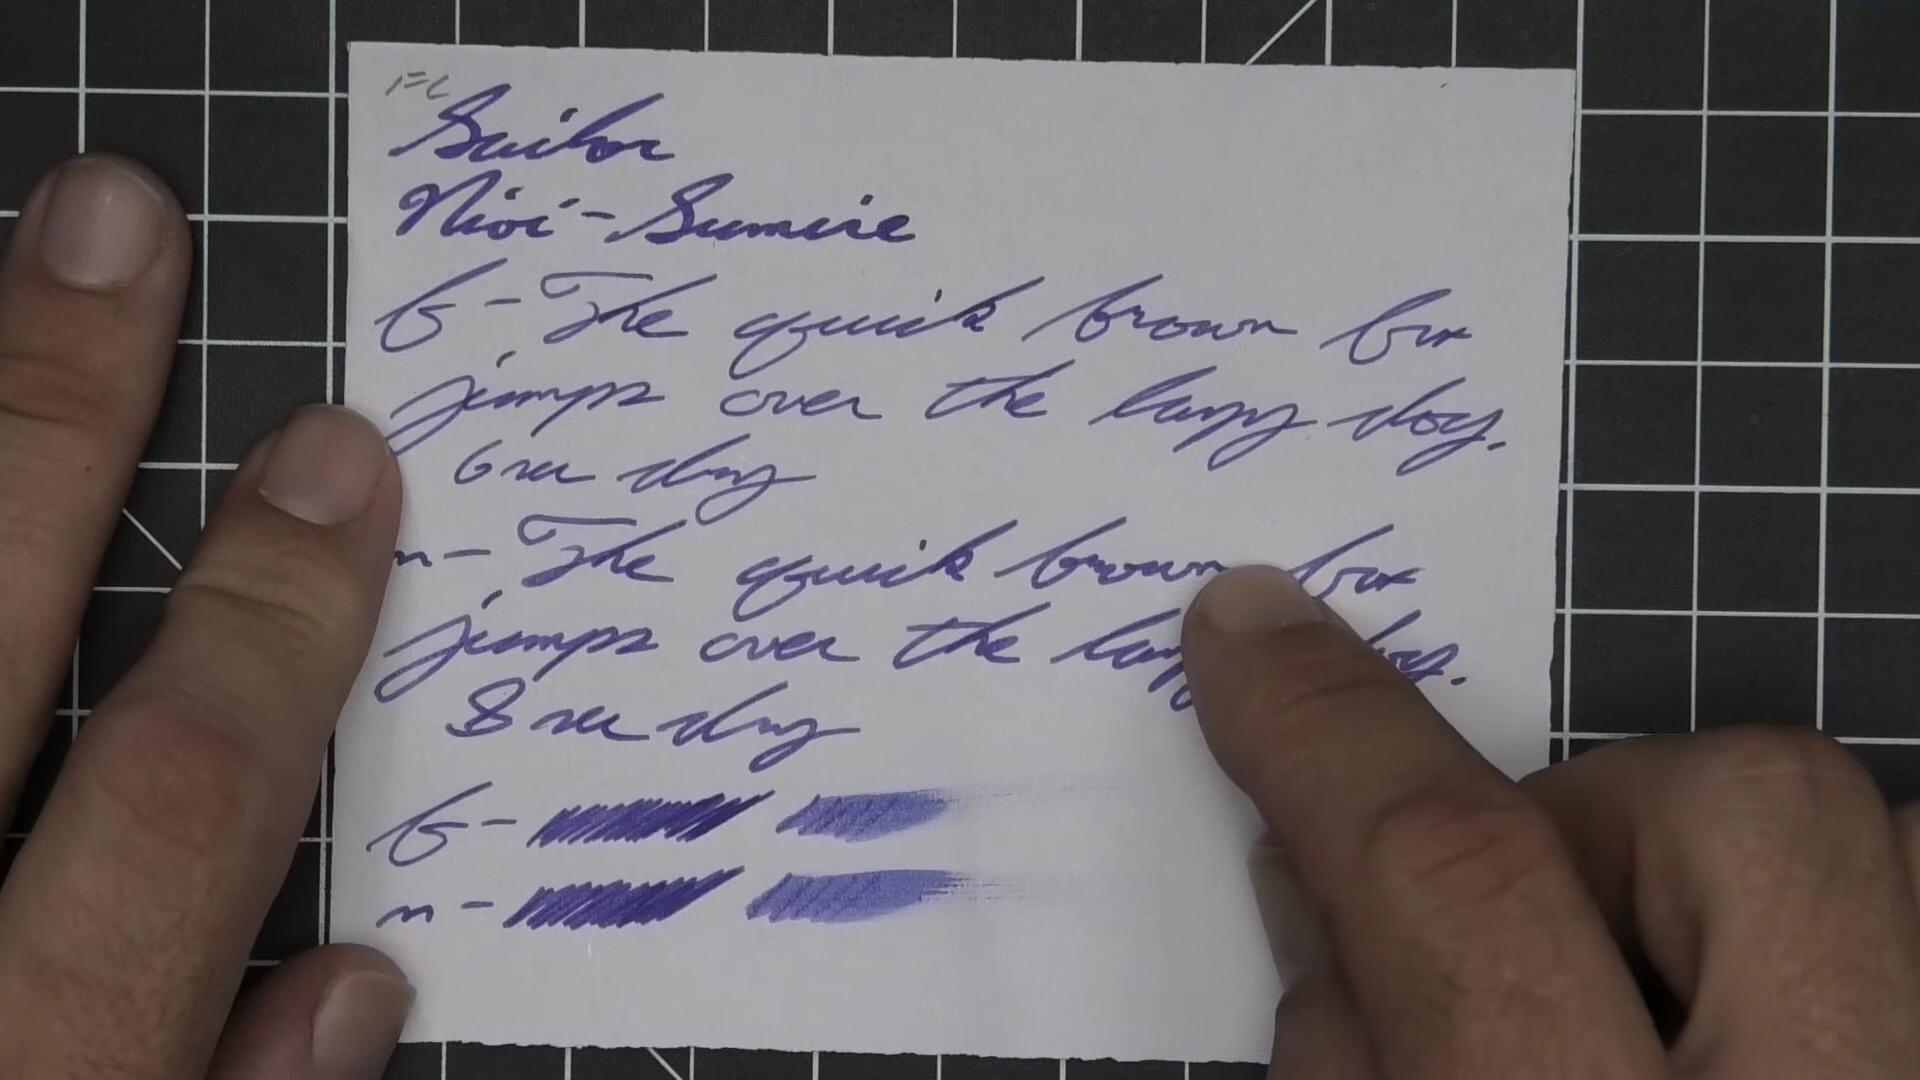 FC
Sailor
Nioi-Sumire
f- The quick brown fox
jumps over the lazy dog.
6 sec dry
m- The quick brown fox
jumps over the lazy dog.
8 sec dry
f-
m-